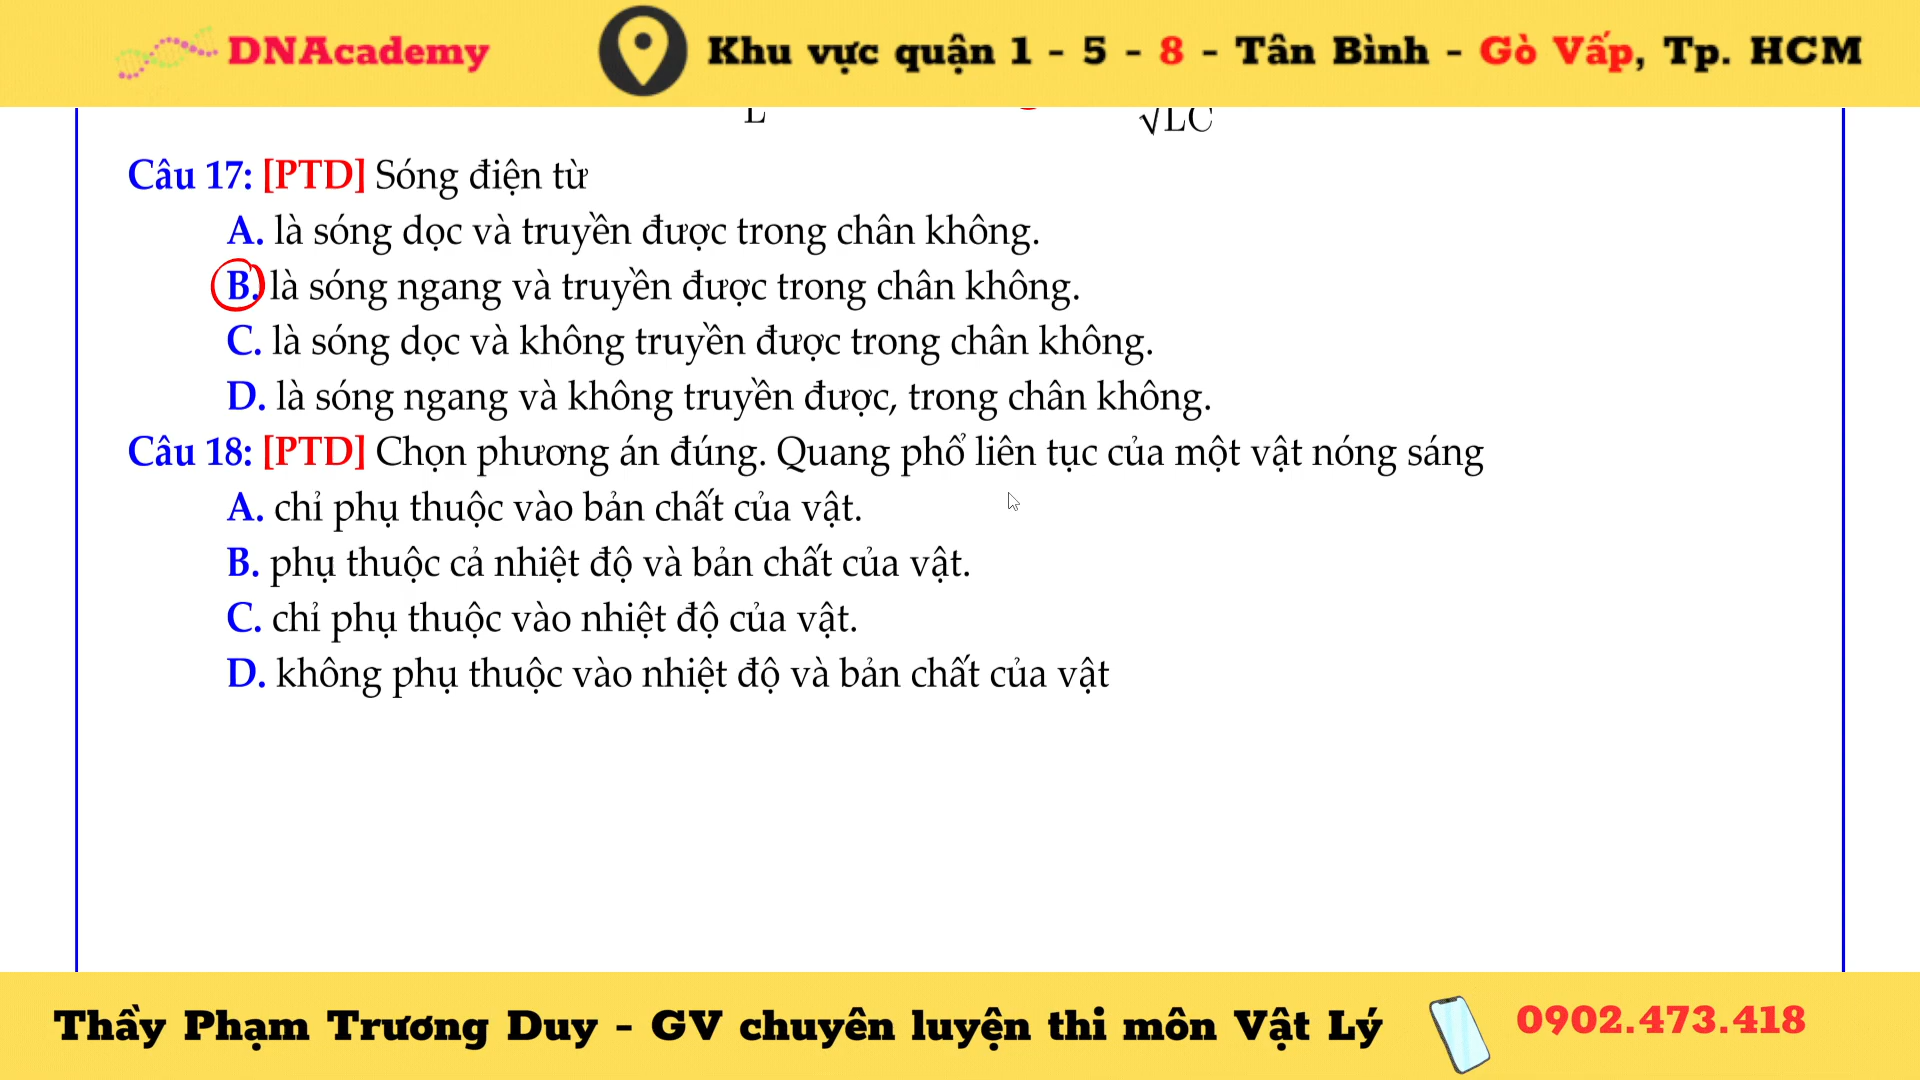 DNAcademy
Khu vực quận 1 - 5 - 8 - Tân Bình - Gò Vấp, Tp. HCM
L √LC
Câu 17: [PTD] Sóng điện từ
A. là sóng dọc và truyền được trong chân không.
B. là sóng ngang và truyền được trong chân không.
C. là sóng dọc và không truyền được trong chân không.
D. là sóng ngang và không truyền được, trong chân không.
Câu 18: [PTD] Chọn phương án đúng. Quang phổ liên tục của một vật nóng sáng
A. chỉ phụ thuộc vào bản chất của vật.
B. phụ thuộc cả nhiệt độ và bản chất của vật.
C. chỉ phụ thuộc vào nhiệt độ của vật.
D. không phụ thuộc vào nhiệt độ và bản chất của vật
Thầy Phạm Trương Duy - GV chuyên luyện thi môn Vật Lý 0902.473.418